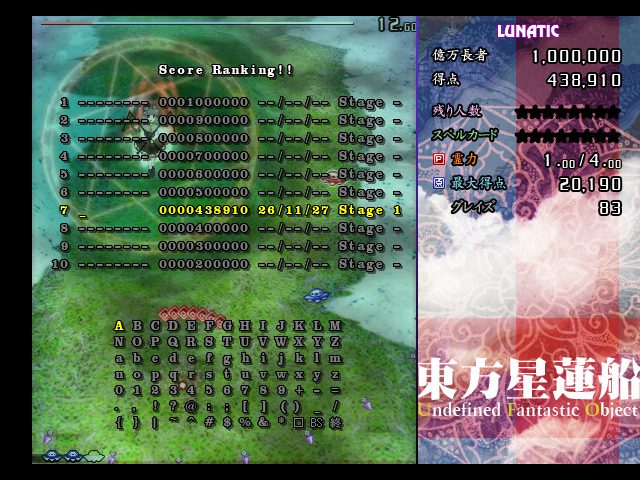 12.60
LUNATIC
億万長者 1,000,000
得点 438,910
残り人数
スペルカード
P 霊力 1.00/4.00
点 最大得点 20,190
グレイズ 83
Score Ranking!!
1 -------- 0001000000 --/--/-- Stage -
2 -------- 0000900000 --/--/-- Stage -
3 -------- 0000800000 --/--/-- Stage -
4 -------- 0000700000 --/--/-- Stage -
5 -------- 0000600000 --/--/-- Stage -
6 -------- 0000500000 --/--/-- Stage -
7 _ 0000438910 26/11/27 Stage 1
8 -------- 0000400000 --/--/-- Stage -
9 -------- 0000300000 --/--/-- Stage -
10 -------- 0000200000 --/--/-- Stage -
A B C D E F G H I J K L M
N O P Q R S T U V W X Y Z
a b c d e f g h i j k l m
n o p q r s t u v w x y z
0 1 2 3 4 5 6 7 8 9 + - =
. , ! ? @ : ; [ ] ( ) _ /
{ } | ~ ^ # $ % & * □ BS 終
東方星蓮船
Undefined Fantastic Object